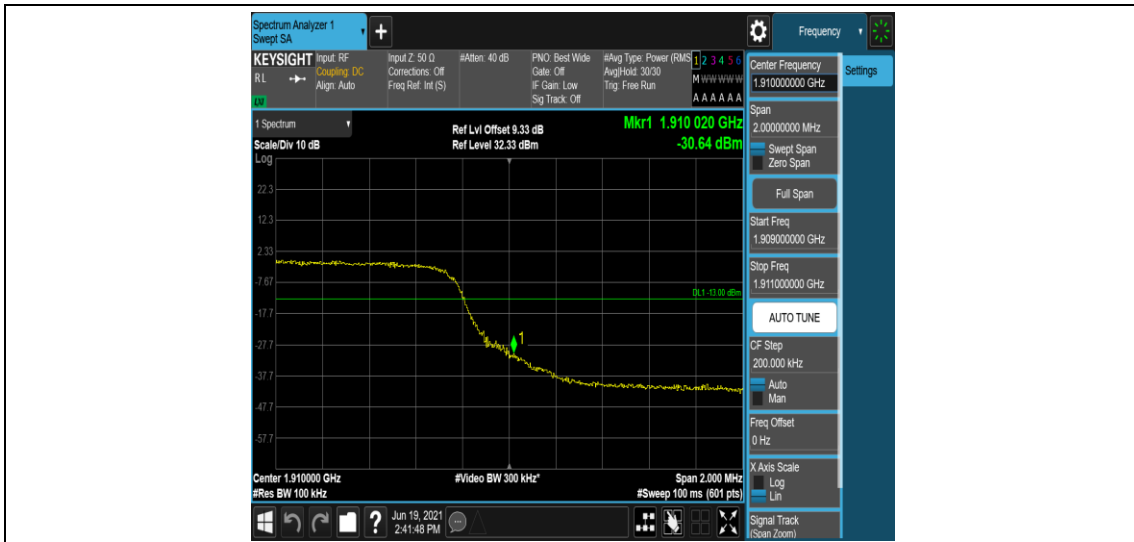 Spectrum Analyzer 1
Swept SA
Frequency
KEYSIGHT
RL
LXI
Input: RF
Coupling: DC
Align: Auto
Input Z: 50 Ω
Corrections: Off
Freq Ref: Int (S)
#Atten: 40 dB
PNO: Best Wide
Gate: Off
IF Gain: Low
Sig Track: Off
#Avg Type: Power (RMS
Avg|Hold: 30/30
Trig: Free Run
1 2 3 4 5 6
M W W W W W
A A A A A A
1 Spectrum
Scale/Div 10 dB
Log
Ref Lvl Offset 9.33 dB
Ref Level 32.33 dBm
Mkr1 1.910 020 GHz
-30.64 dBm
22.3
12.3
2.33
-7.67
-17.7
-27.7
-37.7
-47.7
-57.7
DL1 -13.00 dBm
1
Center 1.910000 GHz
#Res BW 100 kHz
#Video BW 300 kHz*
Span 2.000 MHz
#Sweep 100 ms (601 pts)
Center Frequency
1.910000000 GHz
Settings
Span
2.00000000 MHz
Swept Span
Zero Span
Full Span
Start Freq
1.909000000 GHz
Stop Freq
1.911000000 GHz
AUTO TUNE
CF Step
200.000 kHz
Auto
Man
Freq Offset
0 Hz
X Axis Scale
Log
Lin
Signal Track
(Span Zoom)
?
Jun 19, 2021
2:41:48 PM